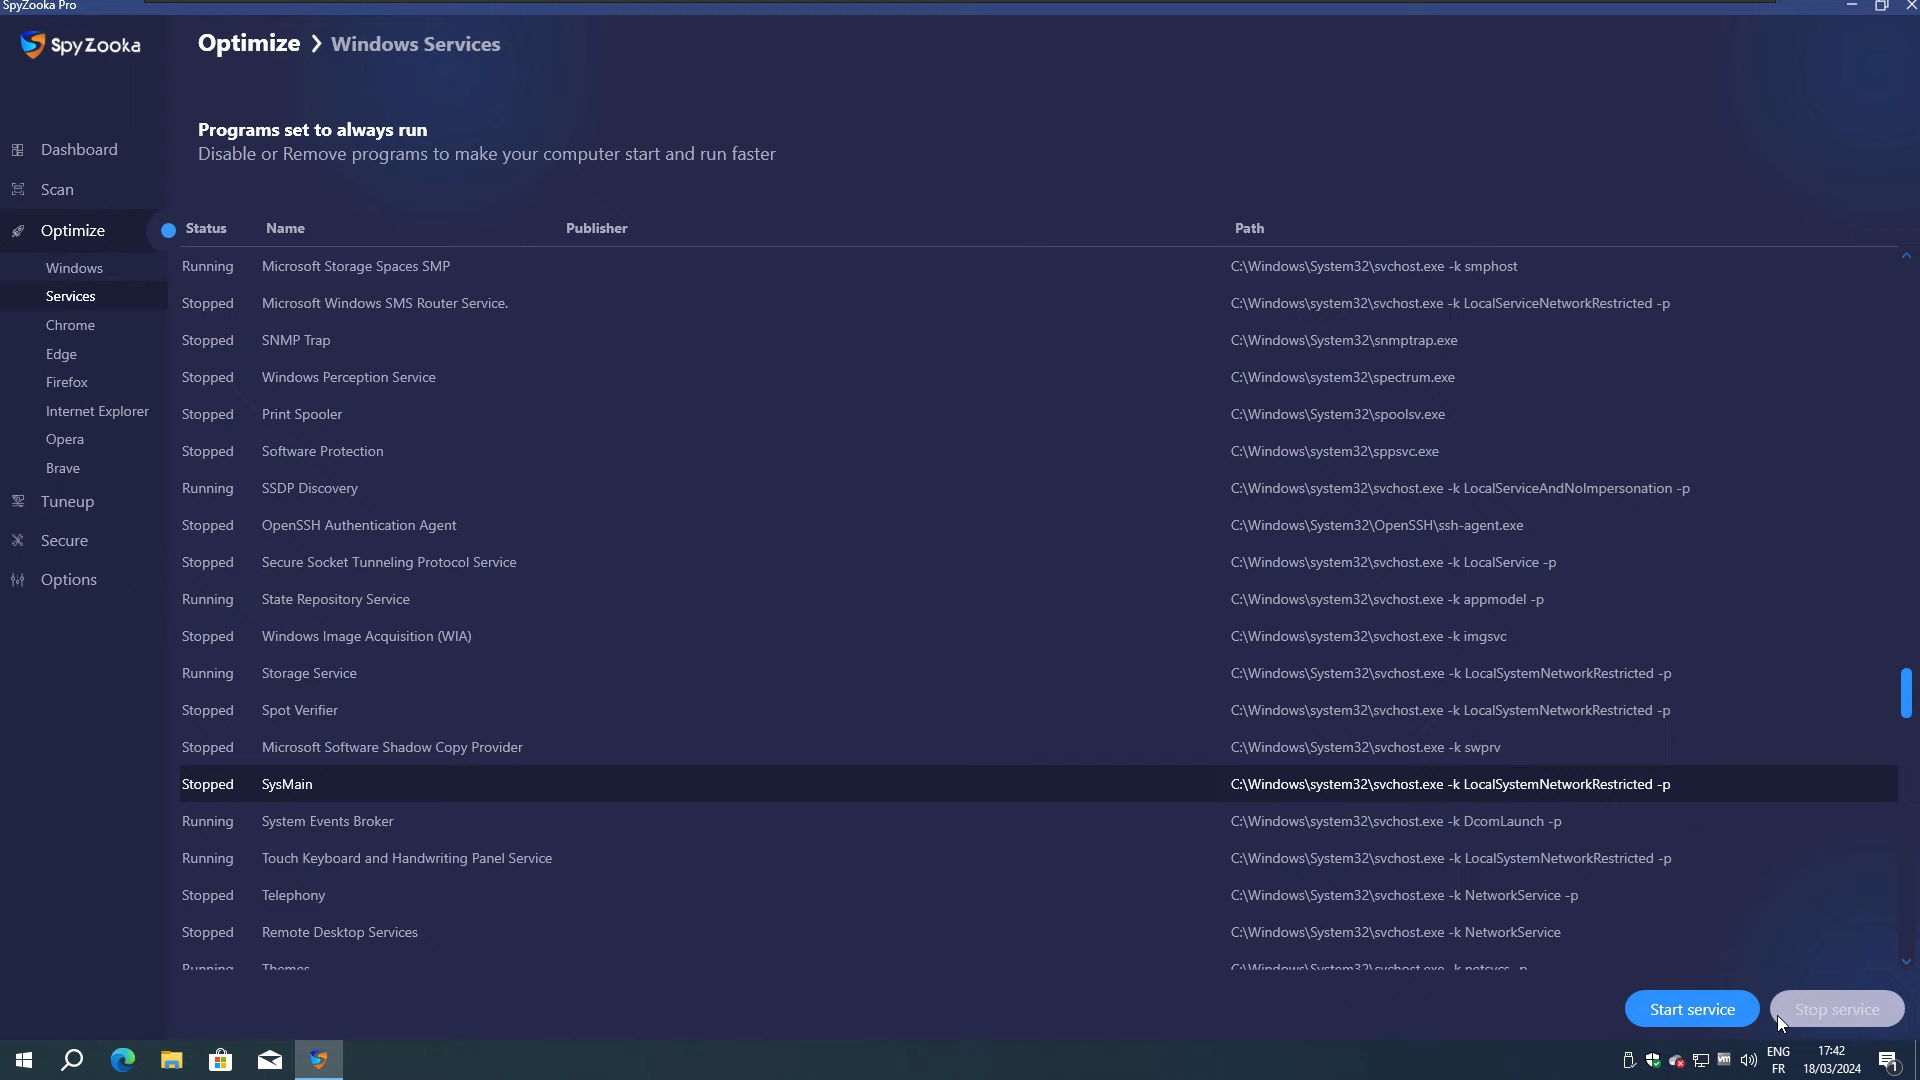 SpyZooka Pro
SpyZooka
Optimize > Windows Services
Programs set to always run
Disable or Remove programs to make your computer start and run faster
Dashboard
Scan
Optimize
Windows
Services
Chrome
Edge
Firefox
Internet Explorer
Opera
Brave
Tuneup
Secure
Options
Status Name Publisher Path
Running Microsoft Storage Spaces SMP C:\Windows\System32\svchost.exe -k smphost
Stopped Microsoft Windows SMS Router Service. C:\Windows\system32\svchost.exe -k LocalServiceNetworkRestricted -p
Stopped SNMP Trap C:\Windows\System32\snmptrap.exe
Stopped Windows Perception Service C:\Windows\system32\spectrum.exe
Stopped Print Spooler C:\Windows\System32\spoolsv.exe
Stopped Software Protection C:\Windows\system32\sppsvc.exe
Running SSDP Discovery C:\Windows\system32\svchost.exe -k LocalServiceAndNoImpersonation -p
Stopped OpenSSH Authentication Agent C:\Windows\System32\OpenSSH\ssh-agent.exe
Stopped Secure Socket Tunneling Protocol Service C:\Windows\system32\svchost.exe -k LocalService -p
Running State Repository Service C:\Windows\system32\svchost.exe -k appmodel -p
Stopped Windows Image Acquisition (WIA) C:\Windows\system32\svchost.exe -k imgsvc
Running Storage Service C:\Windows\System32\svchost.exe -k LocalSystemNetworkRestricted -p
Stopped Spot Verifier C:\Windows\system32\svchost.exe -k LocalSystemNetworkRestricted -p
Stopped Microsoft Software Shadow Copy Provider C:\Windows\System32\svchost.exe -k swprv
Stopped SysMain C:\Windows\system32\svchost.exe -k LocalSystemNetworkRestricted -p
Running System Events Broker C:\Windows\system32\svchost.exe -k DcomLaunch -p
Running Touch Keyboard and Handwriting Panel Service C:\Windows\System32\svchost.exe -k LocalSystemNetworkRestricted -p
Stopped Telephony C:\Windows\System32\svchost.exe -k NetworkService -p
Stopped Remote Desktop Services C:\Windows\System32\svchost.exe -k NetworkService
Running Themes C:\Windows\System32\svchost.exe -k netsvcs -p
Start service Stop service
ENG 17:42
FR 18/03/2024
vm
1